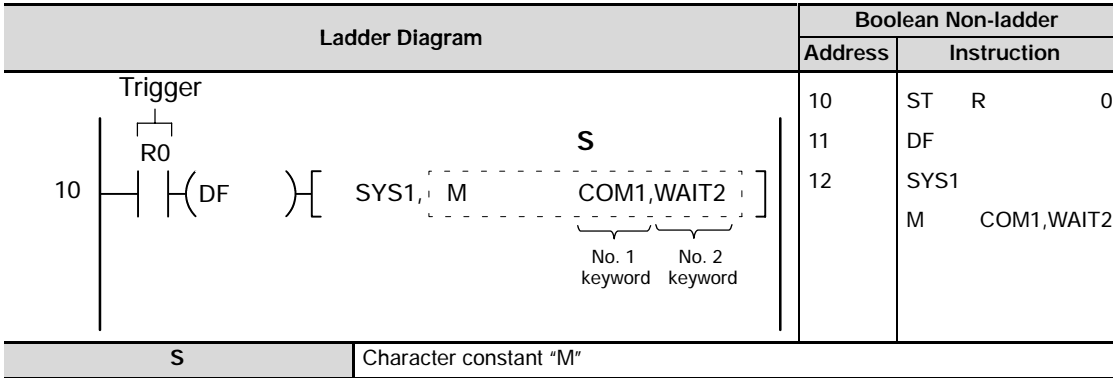 Ladder Diagram
Boolean Non-ladder
Address
Instruction
Trigger
R0
10
DF
S
SYS1, M COM1,WAIT2
No. 1 keyword
No. 2 keyword
10 ST R 0
11 DF
12 SYS1
M COM1,WAIT2
S
Character constant “M”